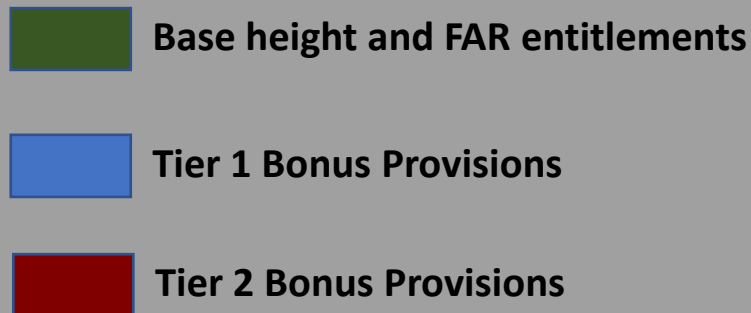 Base height and FAR entitlements
Tier 1 Bonus Provisions
Tier 2 Bonus Provisions